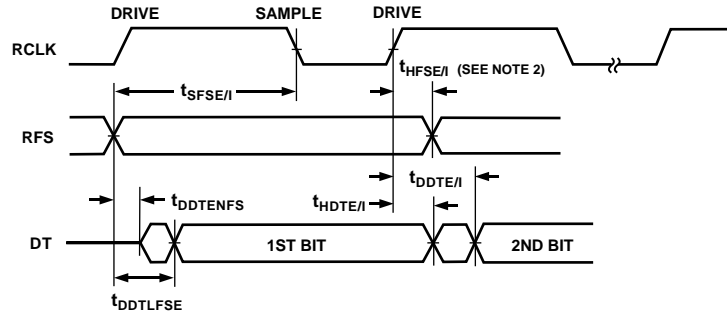 DRIVE SAMPLE DRIVE
RCLK
tHFSE/I (SEE NOTE 2)
tSFSE/I
RFS
tDDTE/I
tDDTENFS
tHDTE/I
DT
1ST BIT
2ND BIT
tDDTLFSE